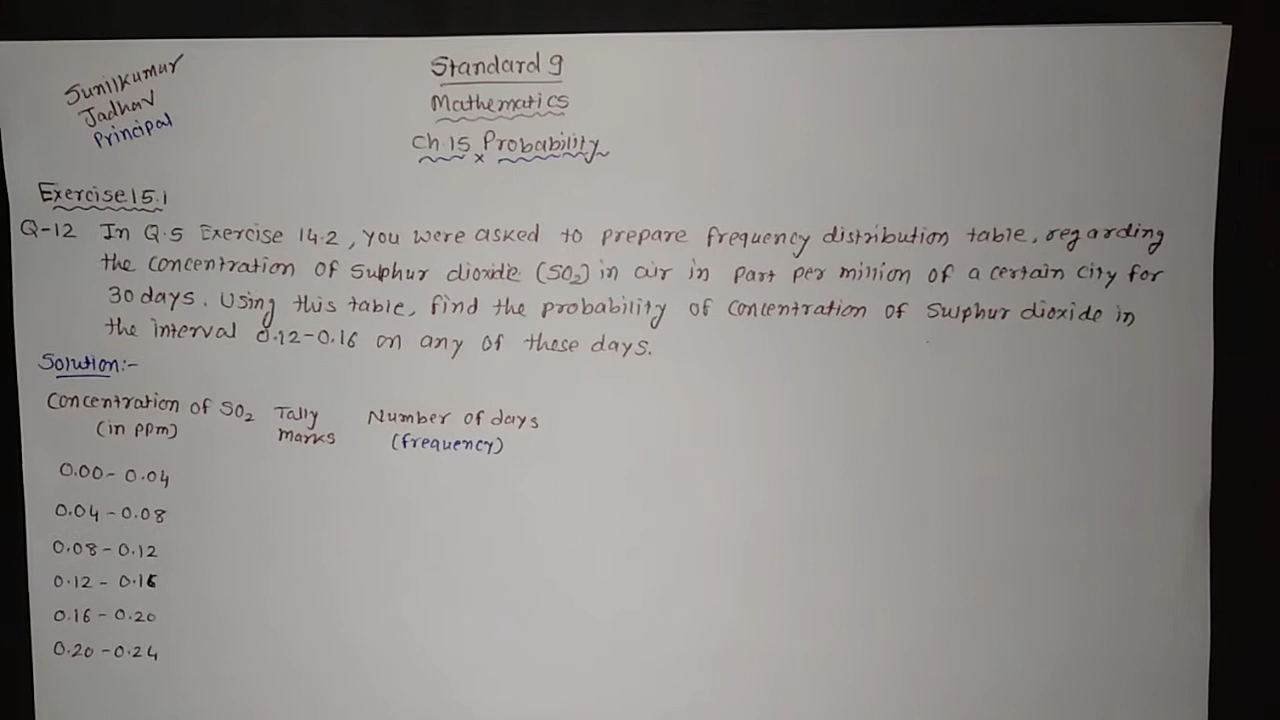 Sunilkumar
Jadhav
Principal
Standard 9
Mathematics
Ch 15 Probability
x
Exercise 15.1
Q-12 In Q.5 Exercise 14.2, you were asked to prepare frequency distribution table, regarding
the concentration of Sulphur dioxide (SO₂) in air in Part per million of a certain city for
30 days. Using this table, find the probability of concentration of Sulphur dioxide in
the interval 0.12-0.16 on any of these days.
Solution:-
Concentration of SO₂ Tally Number of days
(in ppm) marks (frequency)
0.00- 0.04
0.04 - 0.08
0.08 - 0.12
0.12 - 0.16
0.16 - 0.20
0.20 - 0.24